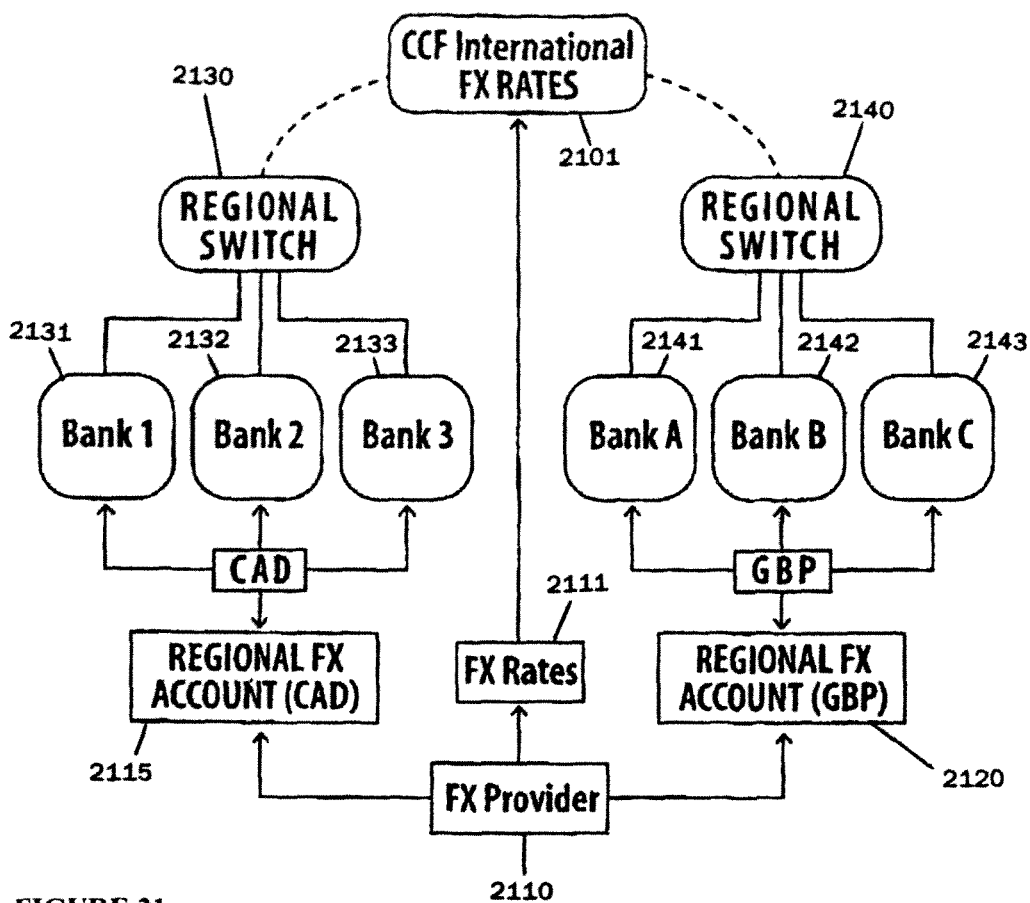 CCF International
FX RATES
2130
2140
2101
REGIONAL
SWITCH
REGIONAL
SWITCH
2131
2132
2133
2141
2142
2143
Bank 1
Bank 2
Bank 3
Bank A
Bank B
Bank C
CAD
GBP
2111
REGIONAL FX
ACCOUNT (CAD)
FX Rates
REGIONAL FX
ACCOUNT (GBP)
2115
FX Provider
2120
2110
FIGURE 21